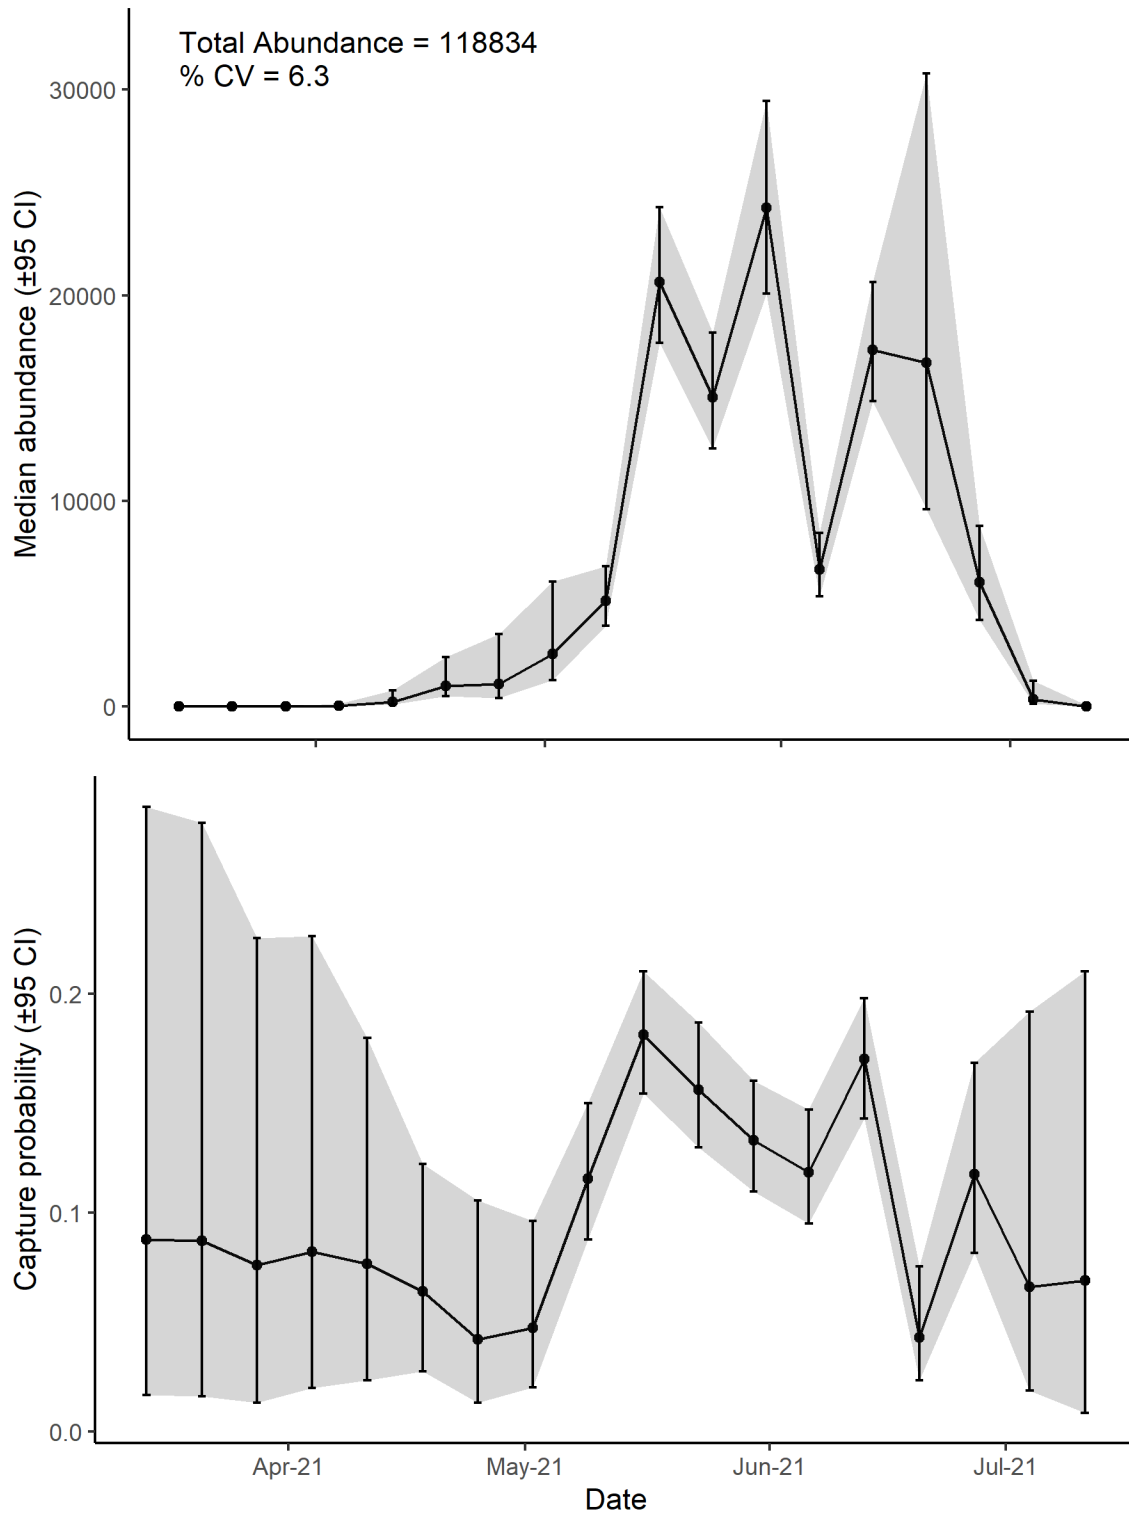 Total Abundance = 118834
% CV = 6.3
Median abundance (±95 CI)
30000
20000
10000
0
Capture probability (±95 CI)
0.2
0.1
0.0
Apr-21
May-21
Jun-21
Jul-21
Date